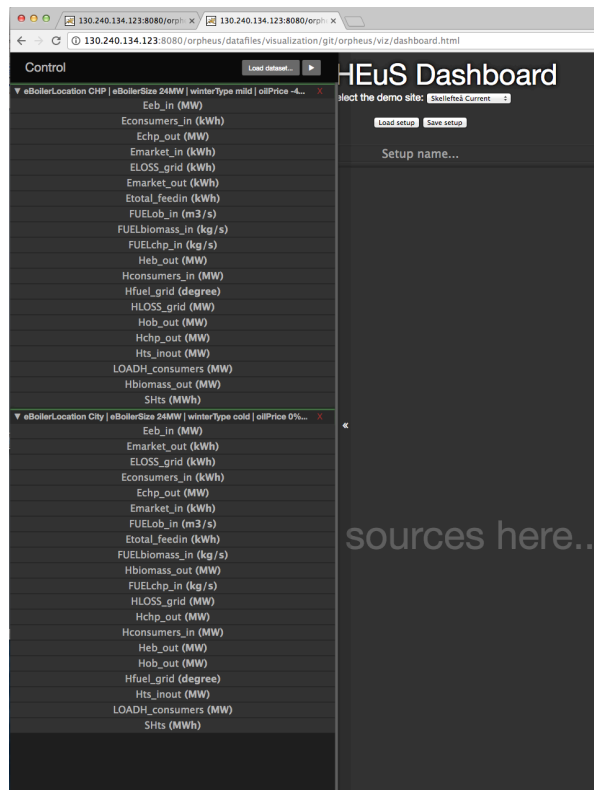 130.240.134.123:8080/orph
130.240.134.123:8080/orph
130.240.134.123:8080/orpheus/datafiles/visualization/git/orpheus/viz/dashboard.html
Control
Load dataset...
HEuS Dashboard
elect the demo site: Skellefteå Current
Load setup Save setup
Setup name...
▼ eBoilerLocation CHP | eBoilerSize 24MW | winterType mild | oilPrice -4... X
Eeb_in (MW)
Econsumers_in (kWh)
Echp_out (MW)
Emarket_in (kWh)
ELOSS_grid (kWh)
Emarket_out (kWh)
Etotal_feedin (kWh)
FUELob_in (m3/s)
FUELbiomass_in (kg/s)
FUELchp_in (kg/s)
Heb_out (MW)
Hconsumers_in (MW)
Hfuel_grid (degree)
HLOSS_grid (MW)
Hob_out (MW)
Hchp_out (MW)
Hts_inout (MW)
LOADH_consumers (MW)
Hbiomass_out (MW)
SHts (MWh)
▼ eBoilerLocation City | eBoilerSize 24MW | winterType cold | oilPrice 0%... X
Eeb_in (MW)
Emarket_out (kWh)
ELOSS_grid (kWh)
Econsumers_in (kWh)
Echp_out (MW)
Emarket_in (kWh)
FUELob_in (m3/s)
Etotal_feedin (kWh)
FUELbiomass_in (kg/s)
Hbiomass_out (MW)
FUELchp_in (kg/s)
HLOSS_grid (MW)
Hchp_out (MW)
Hconsumers_in (MW)
Heb_out (MW)
Hob_out (MW)
Hfuel_grid (degree)
Hts_inout (MW)
LOADH_consumers (MW)
SHts (MWh)
«
sources here..